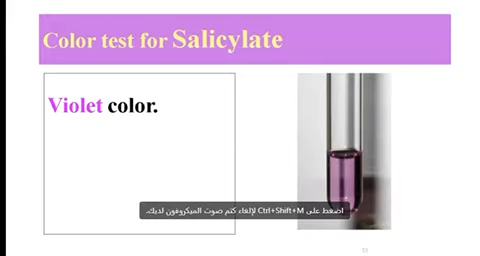 Color test for Salicylate
Violet color.
اضغط على Ctrl+Shift+M لإلغاء كتم صوت الميكروفون لديك.